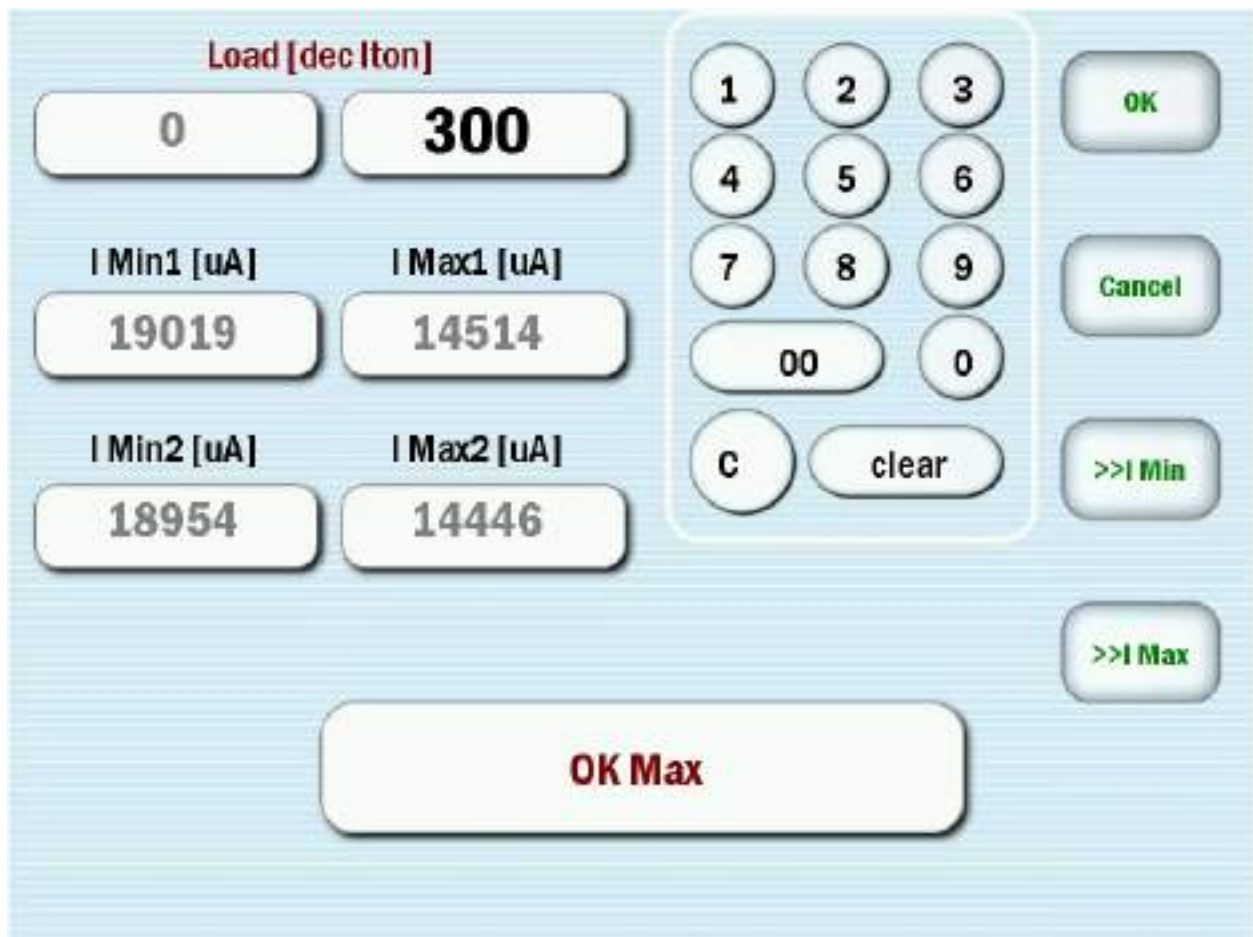 Load [dec lton]
0
300
I Min1 [uA]
I Max1 [uA]
19019
14514
I Min2 [uA]
I Max2 [uA]
18954
14446
1
2
3
4
5
6
7
8
9
00
0
C
clear
OK
Cancel
>>I Min
>>I Max
OK Max